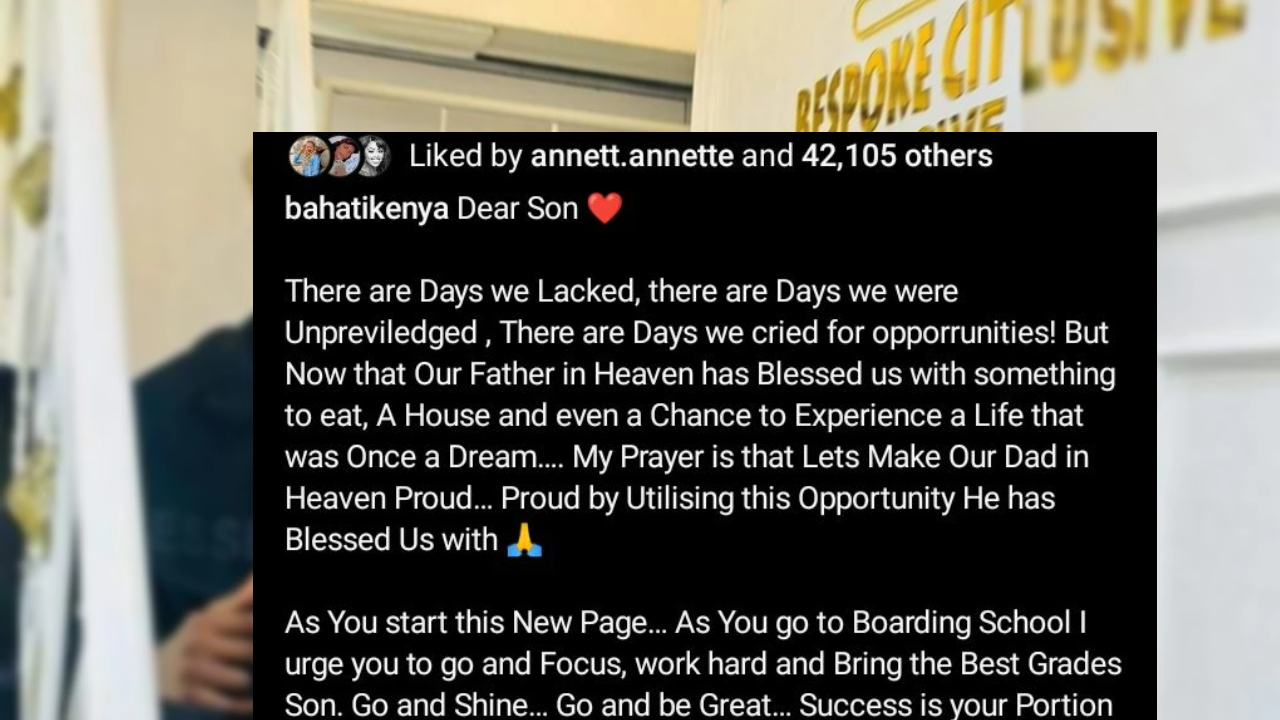 BESPOKE CIT
LUSIVE
Liked by annett.annette and 42,105 others
bahatikenya Dear Son ❤️
There are Days we Lacked, there are Days we were
Unpreviledged , There are Days we cried for opporrunities! But
Now that Our Father in Heaven has Blessed us with something
to eat, A House and even a Chance to Experience a Life that
was Once a Dream.... My Prayer is that Lets Make Our Dad in
Heaven Proud... Proud by Utilising this Opportunity He has
Blessed Us with 🙏
As You start this New Page... As You go to Boarding School I
urge you to go and Focus, work hard and Bring the Best Grades
Son. Go and Shine... Go and be Great... Success is your Portion